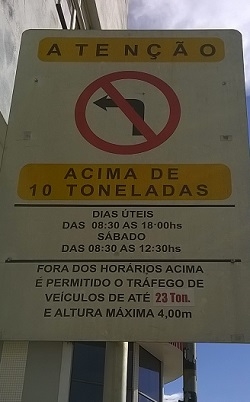 ATENÇÃO
ACIMA DE
10 TONELADAS
DIAS ÚTEIS
DAS 08:30 AS 18:00hs
SÁBADO
DAS 08:30 AS 12:30hs
FORA DOS HORÁRIOS ACIMA
É PERMITIDO O TRÁFEGO DE
VEÍCULOS DE ATÉ 23 Ton.
E ALTURA MÁXIMA 4,00m